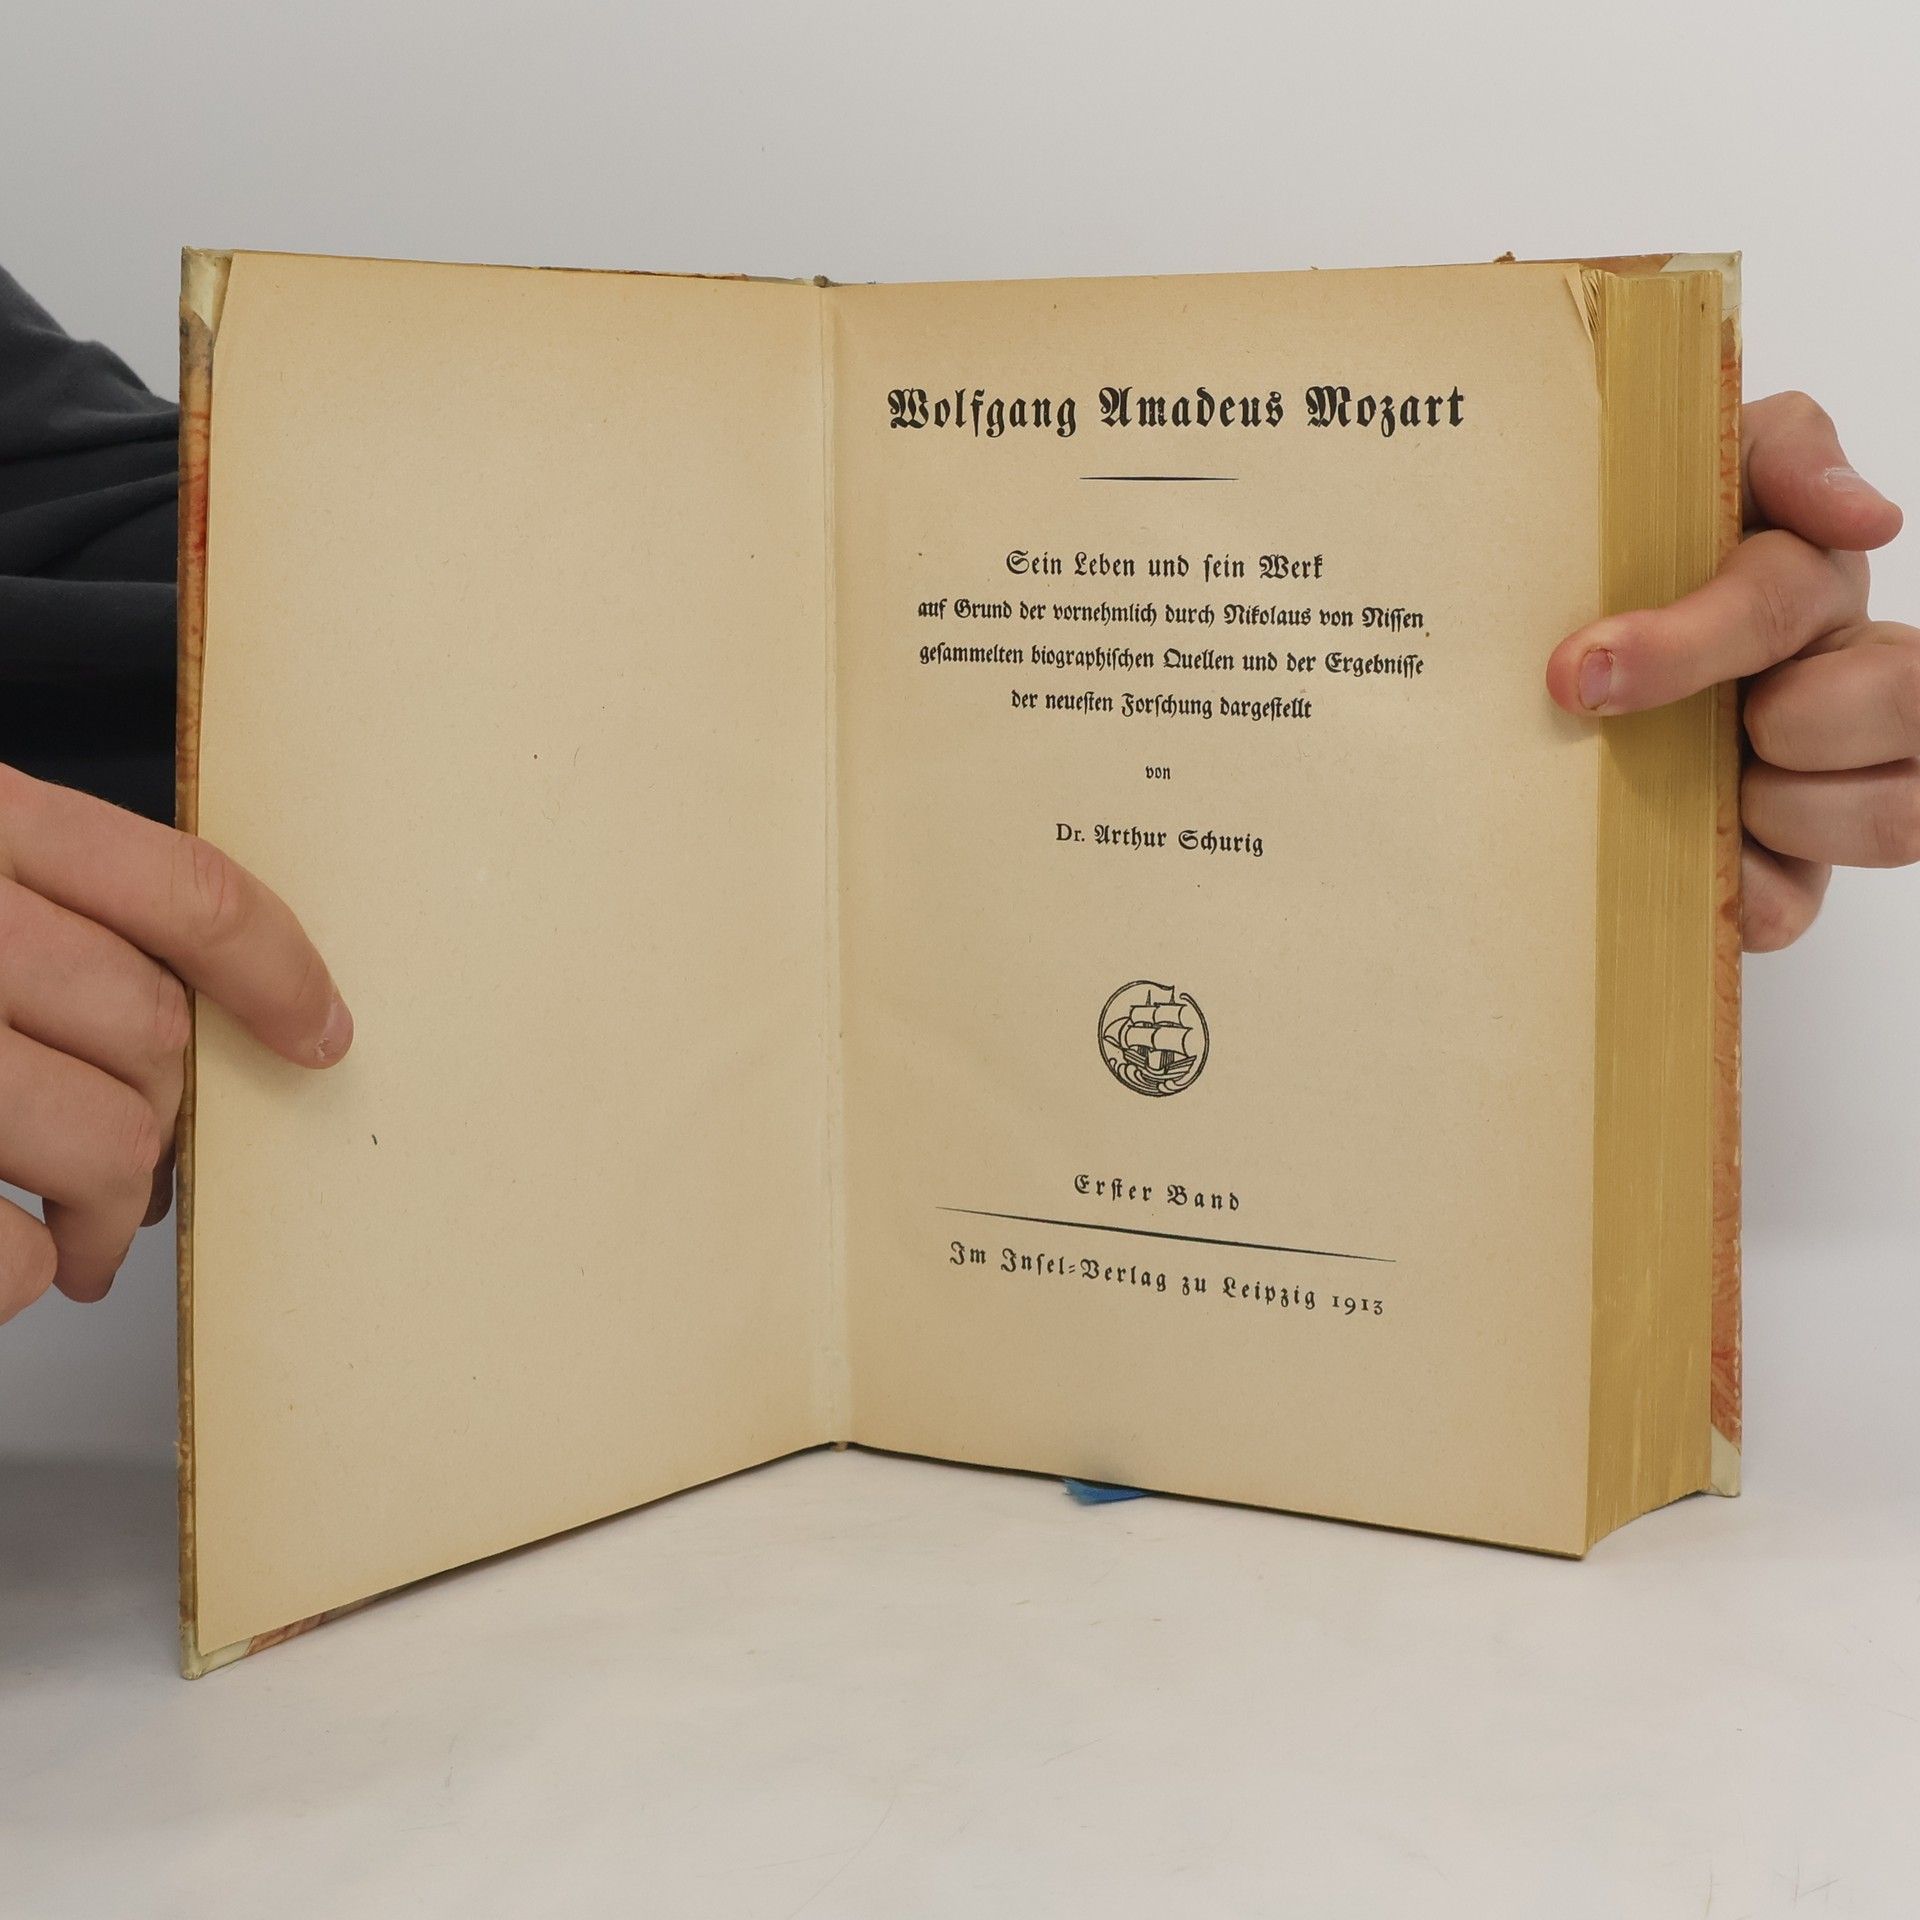 Wolfgang Amadeus Mozart
Sein Leben und sein Werk
auf Grund der vornehmlich durch Nikolaus von Nissen
gesammelten biographischen Quellen und der Ergebnisse
der neuesten Forschung dargestellt
von
Dr. Arthur Schurig
Erster Band
Im Insel-Verlag zu Leipzig 1913